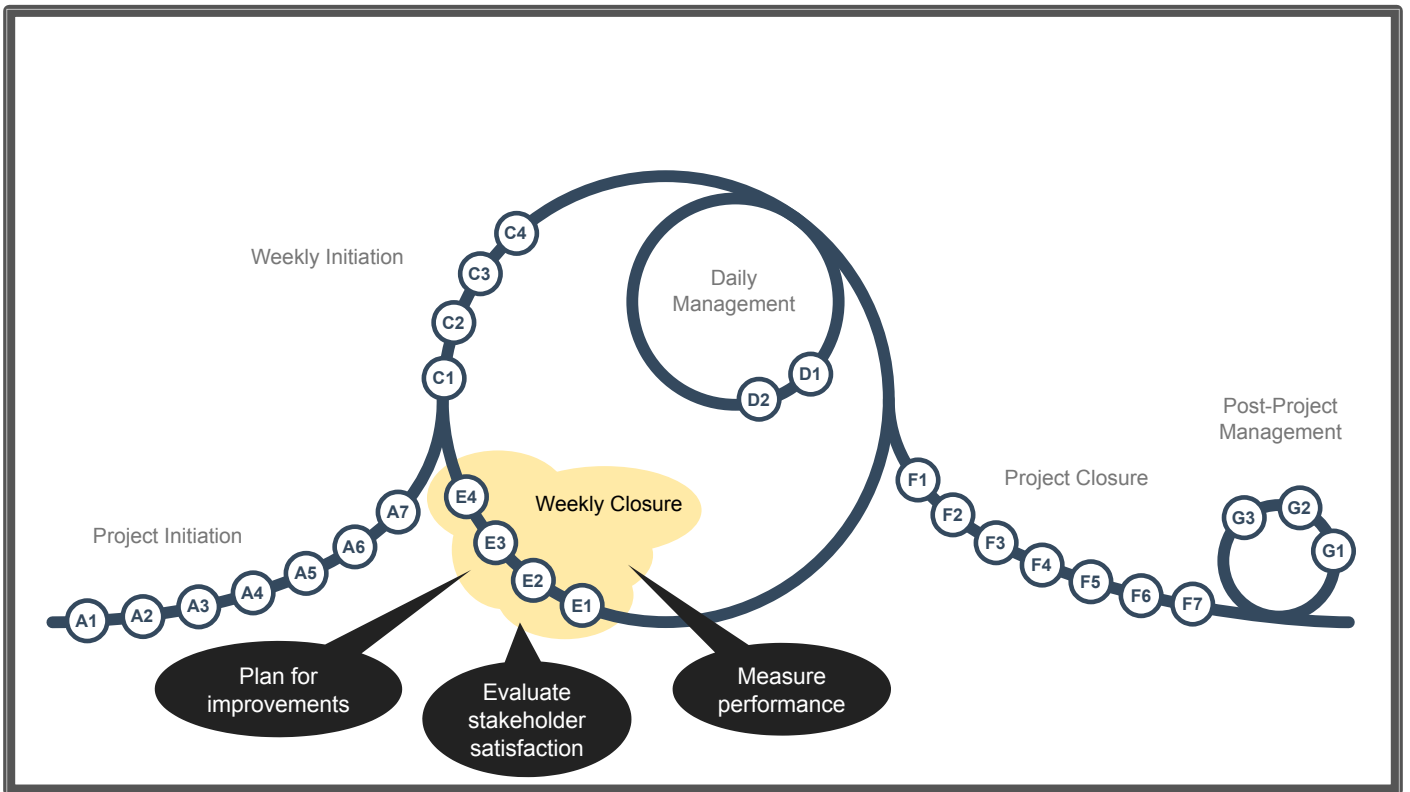 C4
Weekly Initiation
C3
Daily
Management
C2
C1
D1
D2
Post-Project
Management
F1
Project Closure
E4
Weekly Closure
A7
F2
G3
G2
Project Initiation
A6
E3
F3
G1
A5
E2
F4
A4
F5
A3
E1
F6
A2
F7
A1
Plan for
improvements
Evaluate
stakeholder
satisfaction
Measure
performance